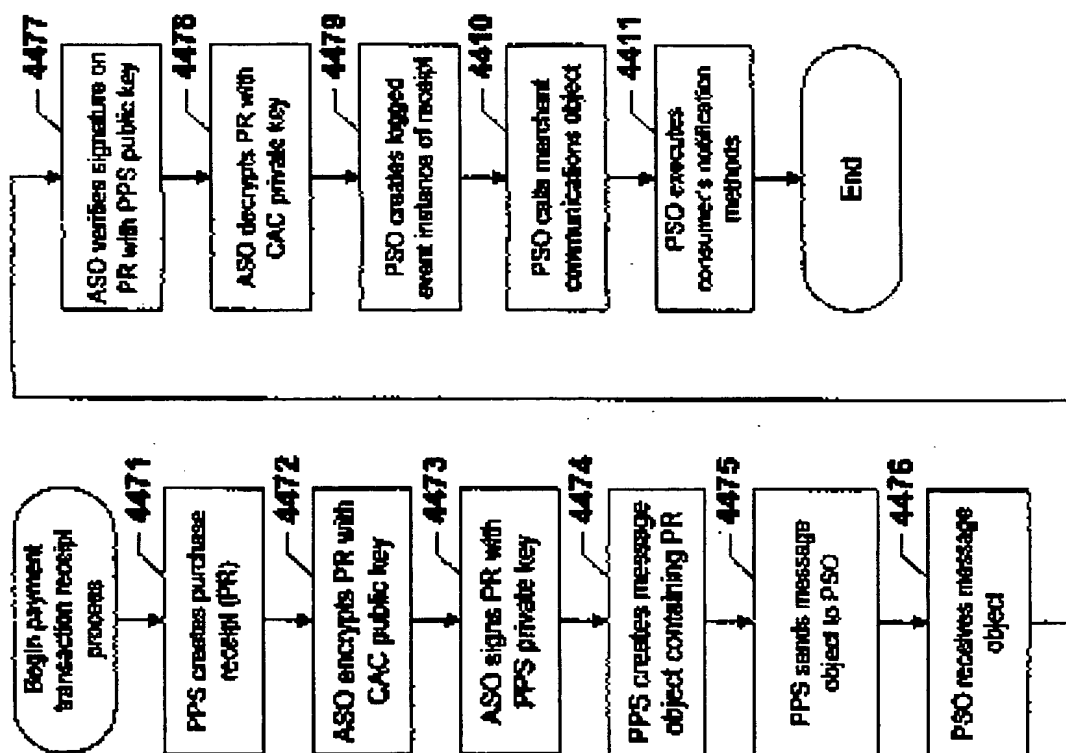 Begin payment
transaction receipt
process
4471
PPS creates purchase
receipt (PR)
4472
ASO encrypts PR with
CAC public key
4473
ASO signs PR with
PPS private key
4474
PPS creates message
object containing PR
4475
PPS sends message
object to PSO
4476
PSO receives message
object
4477
ASO verifies signature on
PR with PPS public key
4478
ASO decrypts PR with
CAC private key
4479
PSO creates logged
event instance of receipt
4410
PSO calls merchant
communications object
4411
PSO executes
consumer's notification
methods
End